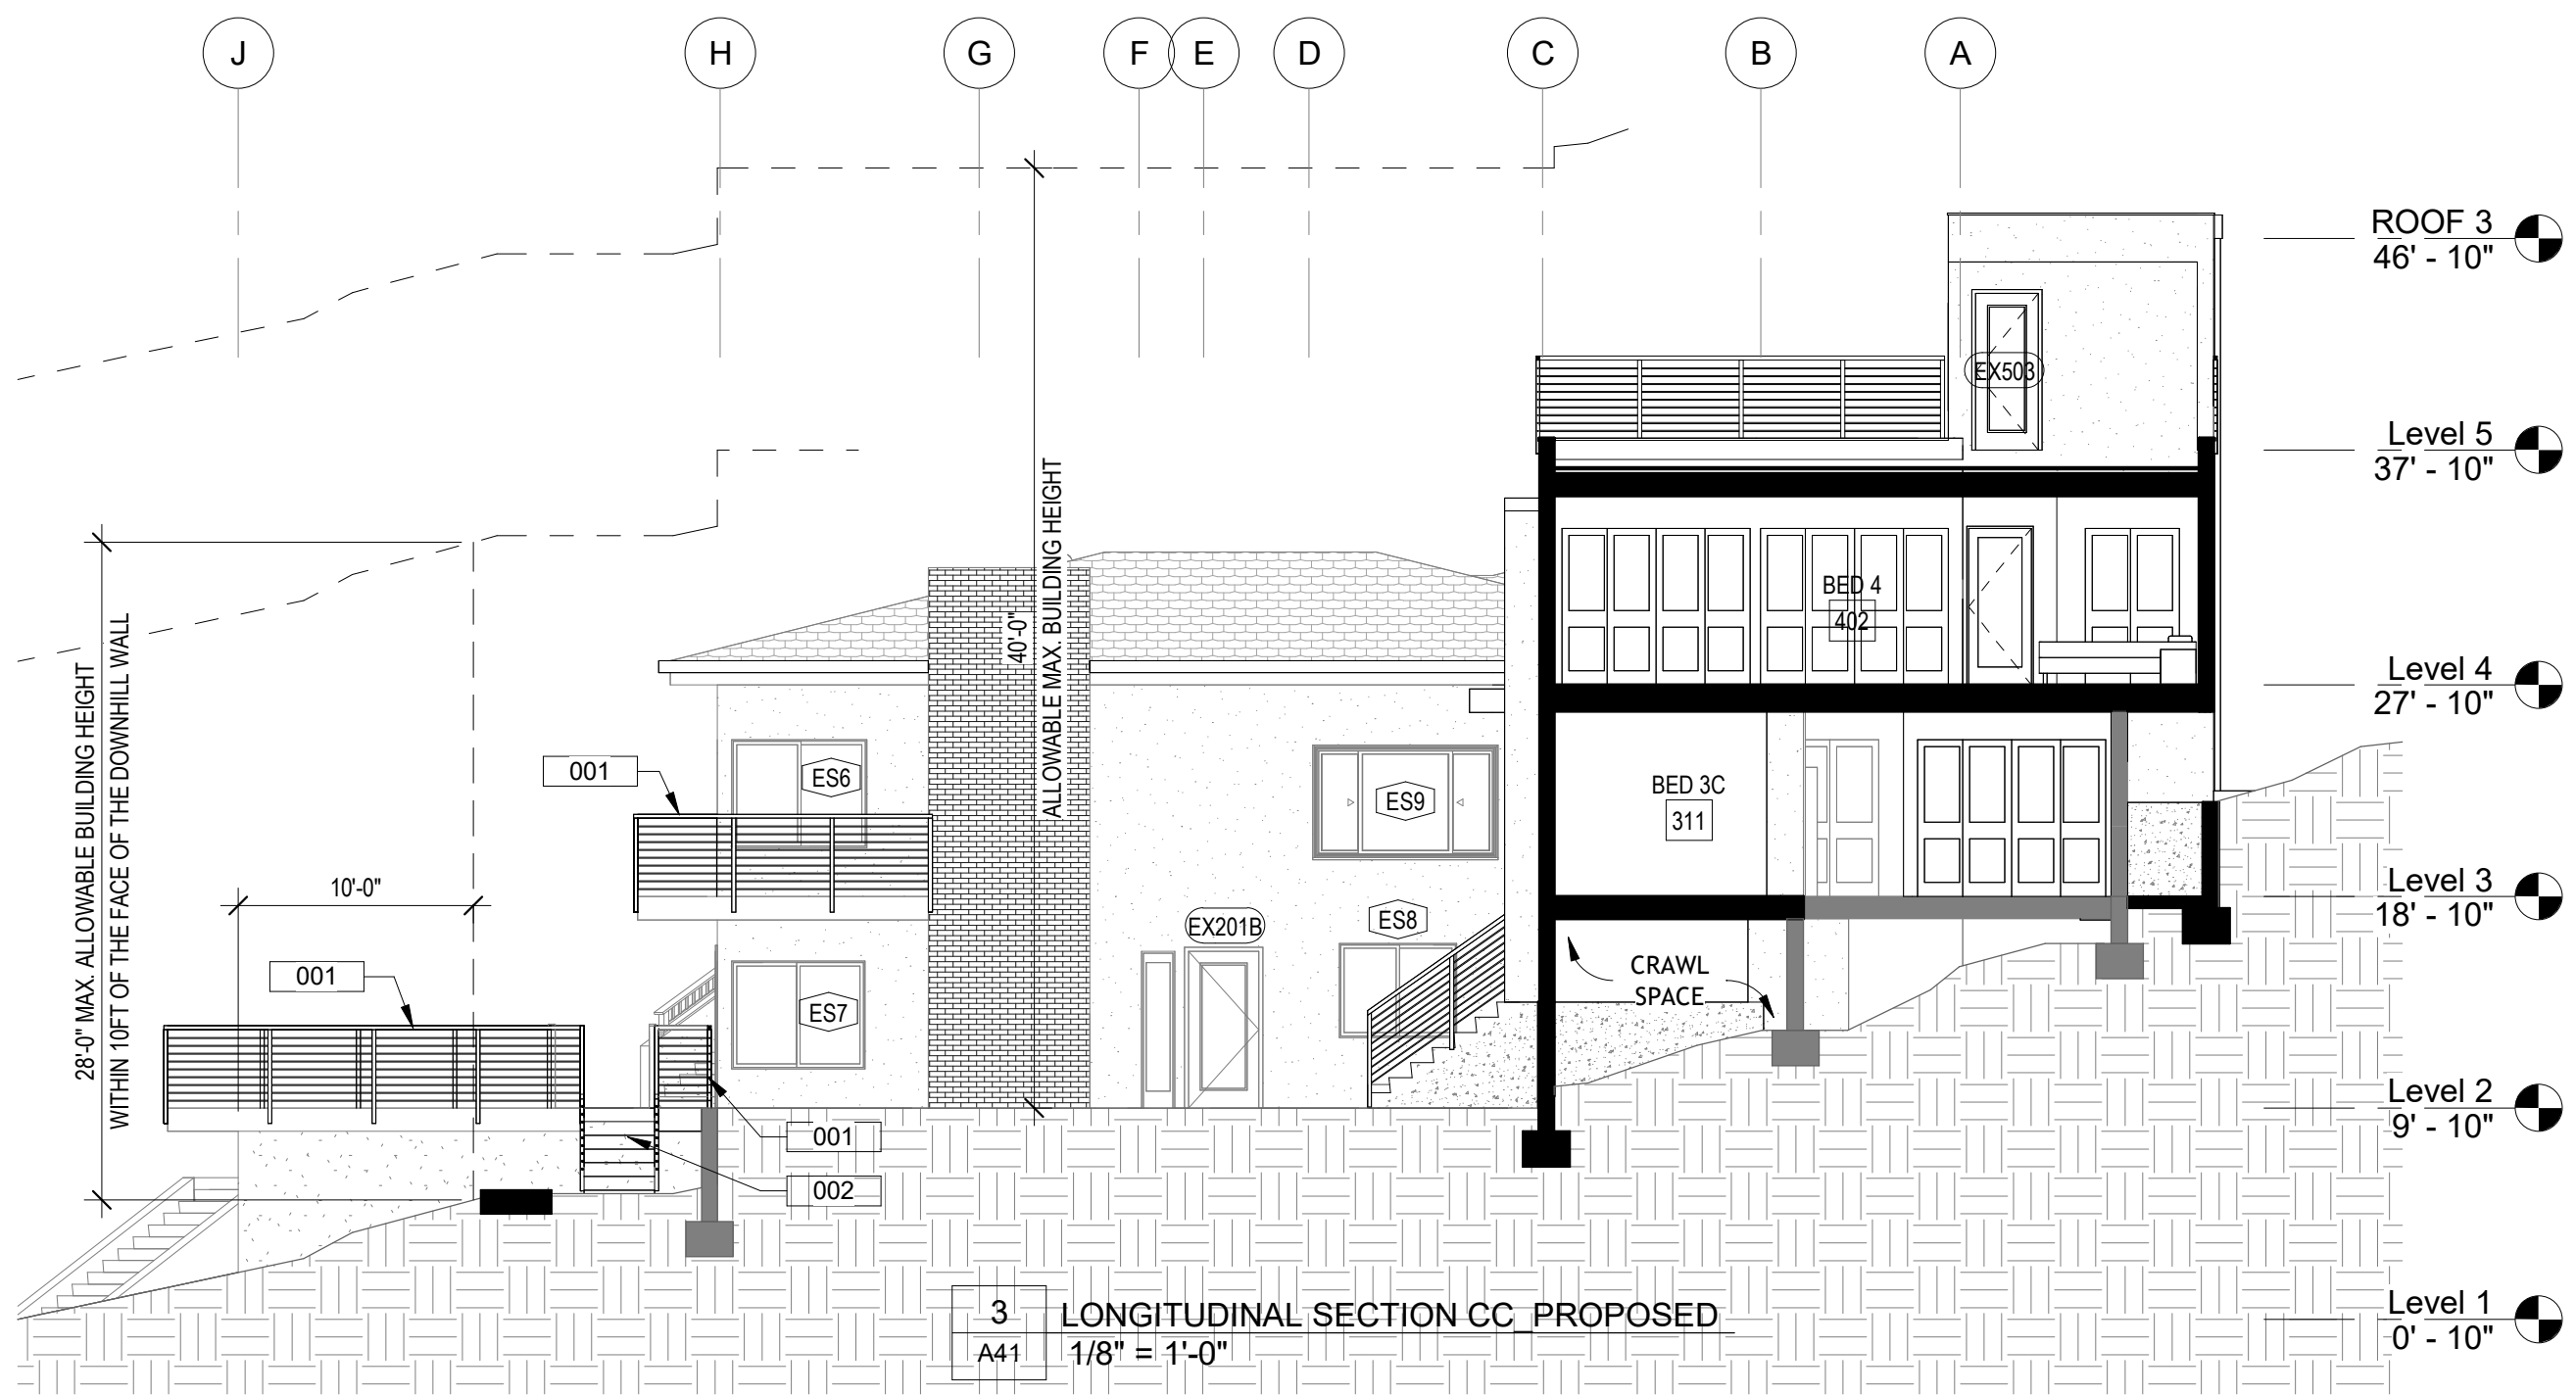 J
H
G
F
E
D
C
B
A
ROOF 3
46' - 10"
EX503
Level 5
37' - 10"
28'-0" MAX. ALLOWABLE BUILDING HEIGHT
WITHIN 10FT OF THE FACE OF THE DOWNHILL WALL
40'-0"
ALLOWABLE MAX. BUILDING HEIGHT
BED 4
402
Level 4
27' - 10"
001
ES6
ES9
BED 3C
311
10'-0"
Level 3
18' - 10"
EX201B
ES8
001
ES7
CRAWL
SPACE
Level 2
9' - 10"
001
002
3
LONGITUDINAL SECTION CC_PROPOSED
A41
1/8" = 1'-0"
Level 1
0' - 10"